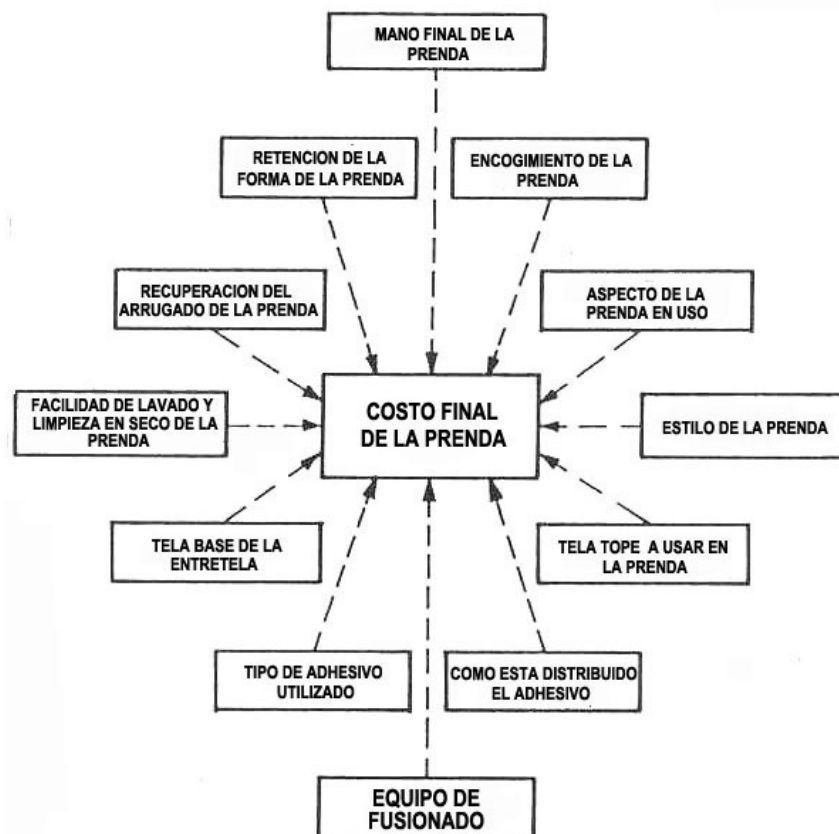 MANO FINAL DE LA
PRENDA
RETENCION DE LA
FORMA DE LA PRENDA
ENCOGIMIENTO DE LA
PRENDA
RECUPERACION DEL
ARRUGADO DE LA PRENDA
ASPECTO DE LA
PRENDA EN USO
FACILIDAD DE LAVADO Y
LIMPIEZA EN SECO DE LA
PRENDA
COSTO FINAL
DE LA PRENDA
ESTILO DE LA PRENDA
TELA BASE DE LA
ENTRETELA
TELA TOPE A USAR EN
LA PRENDA
TIPO DE ADHESIVO
UTILIZADO
COMO ESTA DISTRIBUIDO
EL ADHESIVO
EQUIPO DE
FUSIONADO